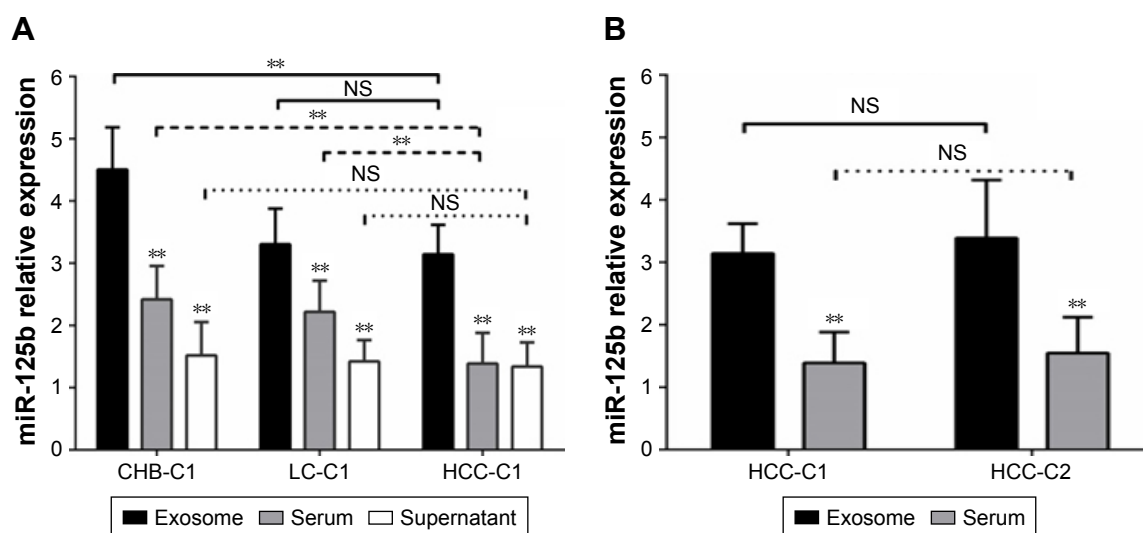 A
miR-125b relative expression
6
5
4
3
2
1
0
**
NS
**
**
NS
NS
**
**
**
**
**
**
CHB-C1 LC-C1 HCC-C1
Exosome Serum Supernatant
B
miR-125b relative expression
6
5
4
3
2
1
0
NS
NS
**
**
HCC-C1 HCC-C2
Exosome Serum